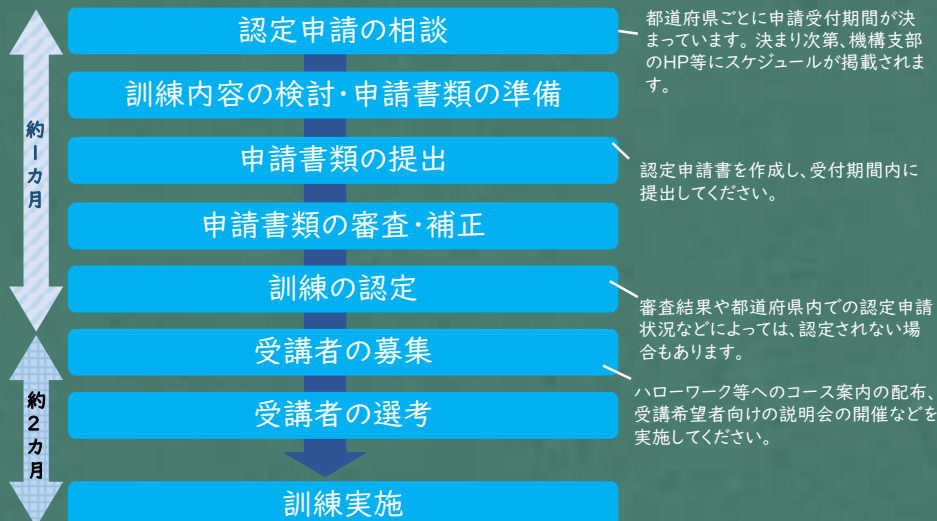 認定申請の相談
都道府県ごとに申請受付期間が決
まっています。決まり次第、機構支部
のHP等にスケジュールが掲載されま
す。
訓練内容の検討・申請書類の準備
約1カ月
申請書類の提出
認定申請書を作成し、受付期間内に
提出してください。
申請書類の審査・補正
訓練の認定
審査結果や都道府県内での認定申請
状況などによっては、認定されない場
合もあります。
受講者の募集
ハローワーク等へのコース案内の配布、
受講希望者向けの説明会の開催などを
実施してください。
約2カ月
受講者の選考
訓練実施